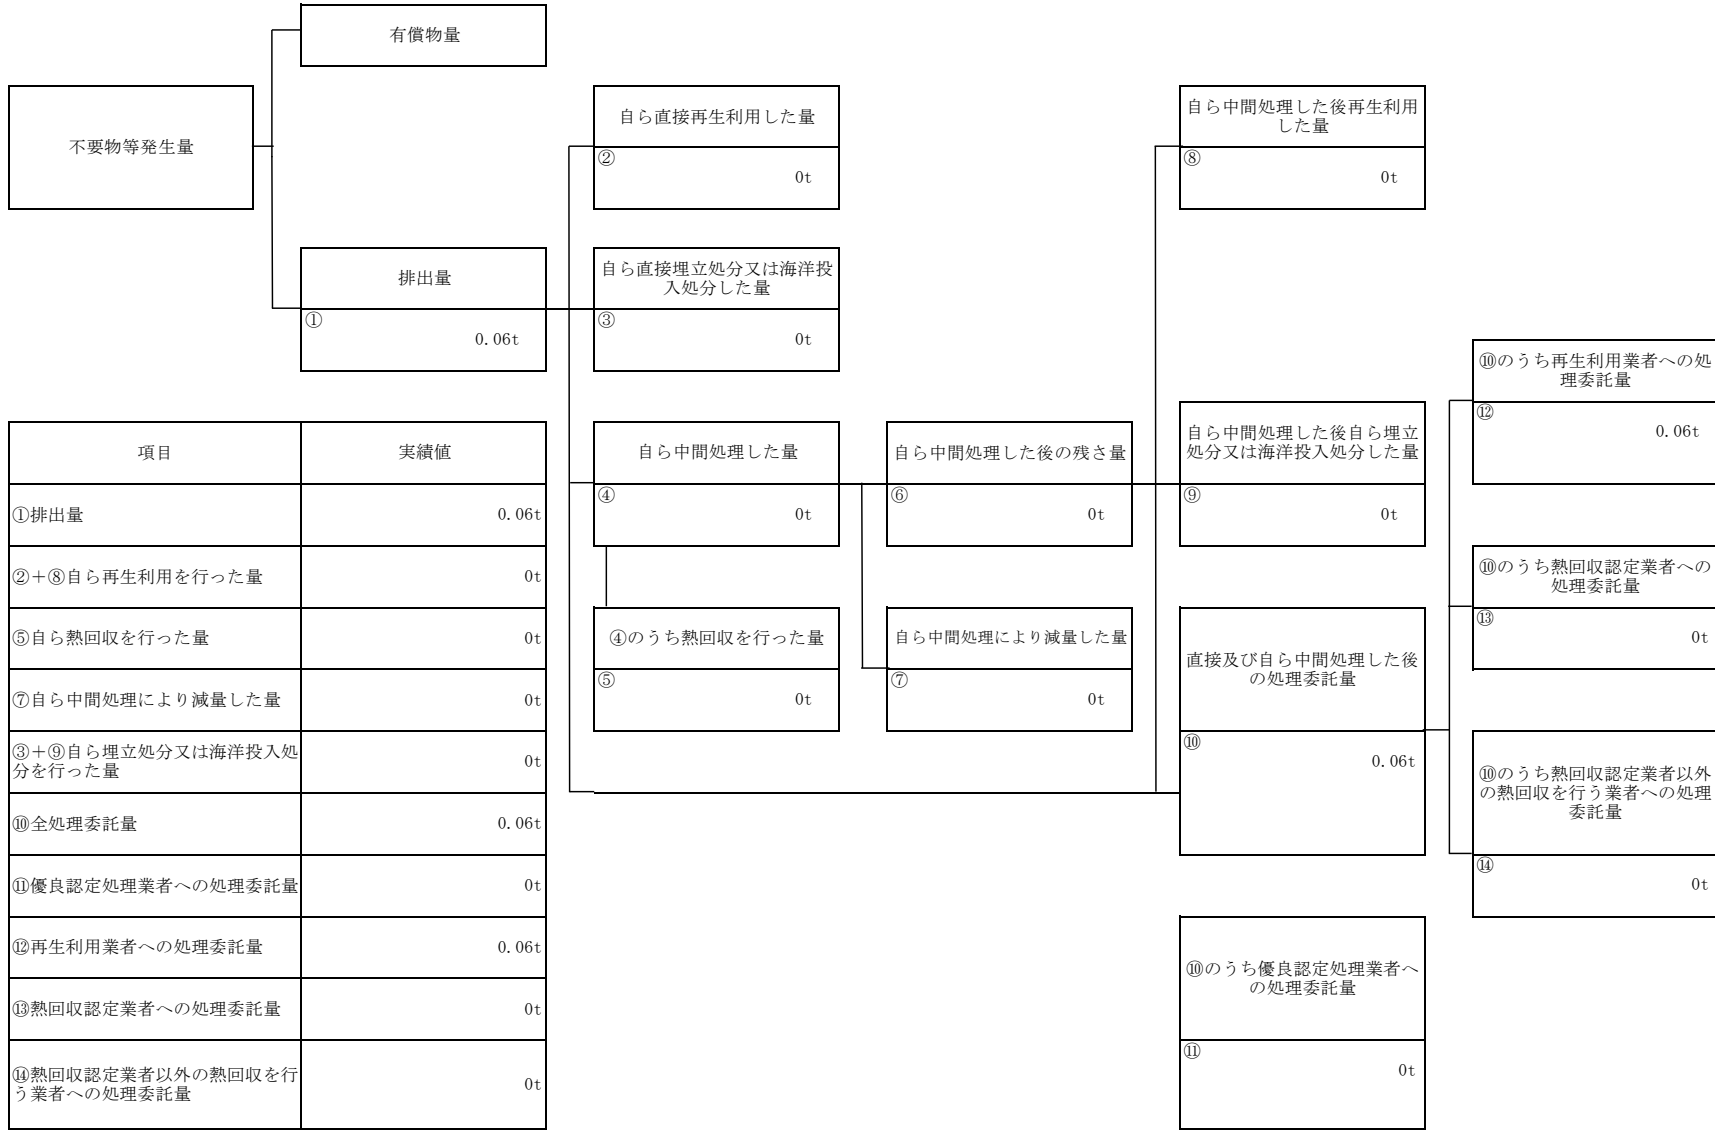 有償物量
不要物等発生量
排出量
①
0.06t
自ら直接再生利用した量
②
0t
自ら直接埋立処分又は海洋投
入処分した量
③
0t
自ら中間処理した量
④
0t
④のうち熱回収を行った量
⑤
0t
自ら中間処理した後の残さ量
⑥
0t
自ら中間処理により減量した量
⑦
0t
自ら中間処理した後再生利用
した量
⑧
0t
自ら中間処理した後自ら埋立
処分又は海洋投入処分した量
⑨
0t
直接及び自ら中間処理した後
の処理委託量
⑩
0.06t
⑩のうち優良認定処理業者へ
の処理委託量
⑪
0t
⑩のうち再生利用業者への処
理委託量
⑫
0.06t
⑩のうち熱回収認定業者への
処理委託量
⑬
0t
⑩のうち熱回収認定業者以外
の熱回収を行う業者への処理
委託量
⑭
0t
項目 実績値
①排出量 0.06t
②+⑧自ら再生利用を行った量 0t
⑤自ら熱回収を行った量 0t
⑦自ら中間処理により減量した量 0t
③+⑨自ら埋立処分又は海洋投入処
分を行った量 0t
⑩全処理委託量 0.06t
⑪優良認定処理業者への処理委託量 0t
⑫再生利用業者への処理委託量 0.06t
⑬熱回収認定業者への処理委託量 0t
⑭熱回収認定業者以外の熱回収を行
う業者への処理委託量 0t